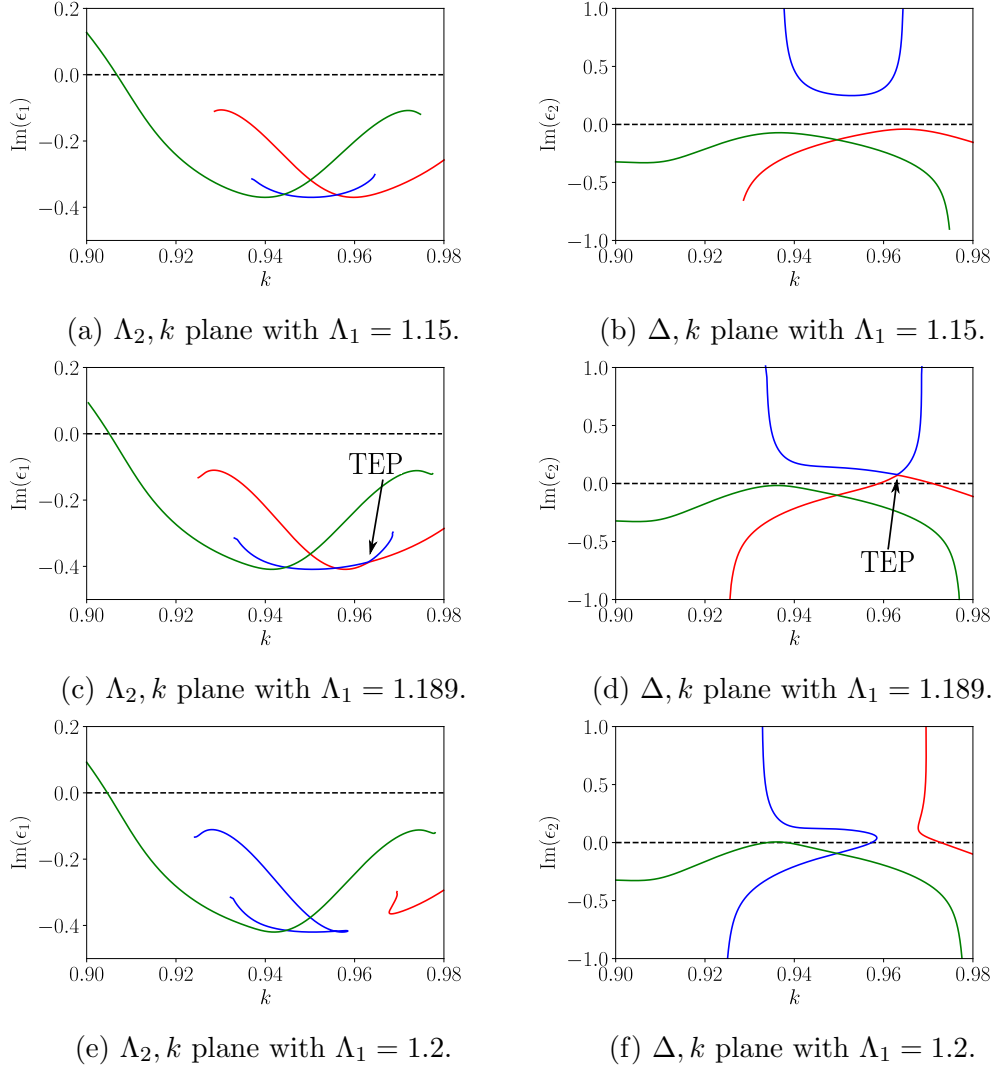 0.2
0.0
−0.2
−0.4
Im(ϵ₁)
0.90 0.92 0.94 0.96 0.98
k
1.0
0.5
0.0
−0.5
−1.0
Im(ϵ₂)
0.90 0.92 0.94 0.96 0.98
k
(a) Λ₂, k plane with Λ₁ = 1.15.
(b) Δ, k plane with Λ₁ = 1.15.
0.2
0.0
−0.2
−0.4
Im(ϵ₁)
TEP
0.90 0.92 0.94 0.96 0.98
k
1.0
0.5
0.0
−0.5
−1.0
Im(ϵ₂)
TEP
0.90 0.92 0.94 0.96 0.98
k
(c) Λ₂, k plane with Λ₁ = 1.189.
(d) Δ, k plane with Λ₁ = 1.189.
0.2
0.0
−0.2
−0.4
Im(ϵ₁)
0.90 0.92 0.94 0.96 0.98
k
1.0
0.5
0.0
−0.5
−1.0
Im(ϵ₂)
0.90 0.92 0.94 0.96 0.98
k
(e) Λ₂, k plane with Λ₁ = 1.2.
(f) Δ, k plane with Λ₁ = 1.2.